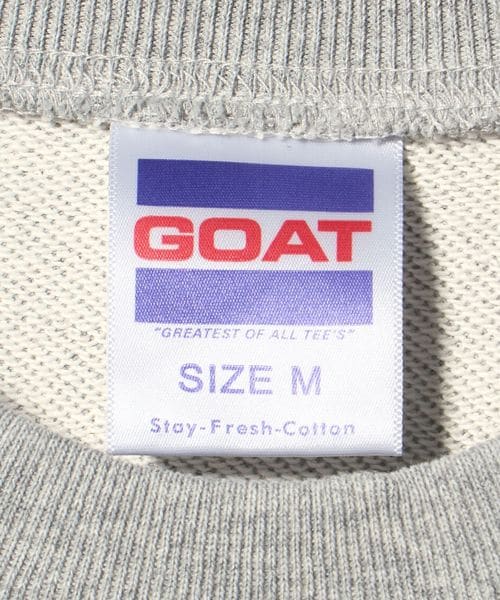 GOAT
"GREATEST OF ALL TEE'S"
SIZE M
Stay-Fresh-Cotton